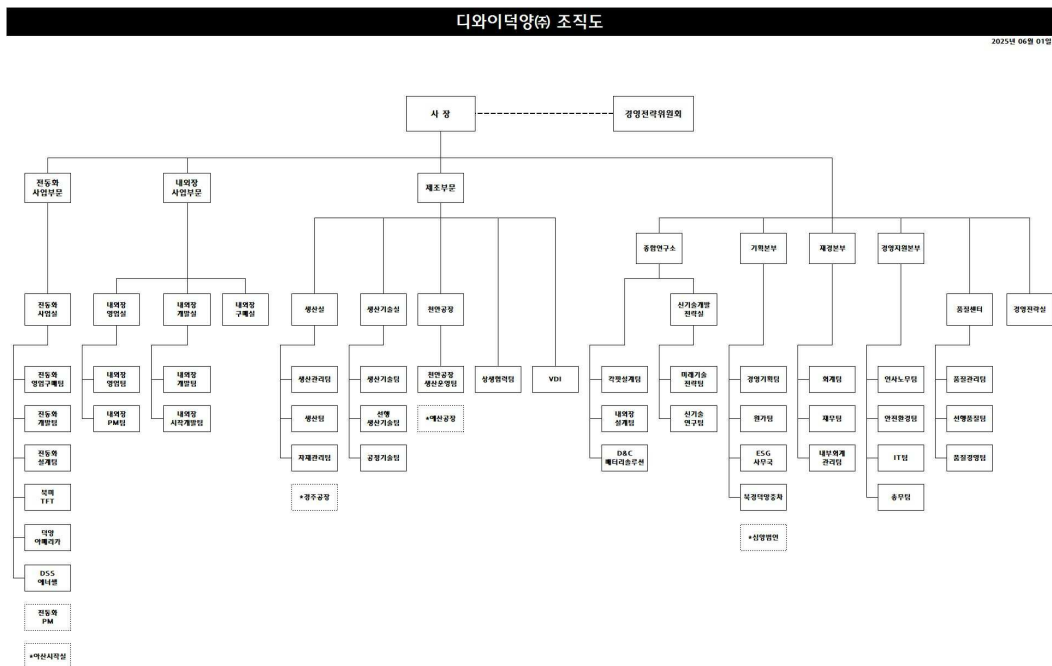 디와이덕양㈜ 조직도
2025년 06월 01일
사 장
경영전략위원회
전동화
사업부문
내외장
사업부문
제조부문
종합연구소
기획본부
재경본부
경영지원본부
전동화
사업실
내외장
영업실
내외장
개발실
내외장
구매실
생산실
생산기술실
천안공장
신기술개발
전략실
품질센터
경영전략실
전동화
영업구매팀
내외장
영업팀
내외장
개발팀
생산관리팀
생산기술팀
천안공장
생산운영팀
상생협력팀
VDI
각핏설계팀
미래기술
전략팀
경영기획팀
회계팀
인사노무팀
품질관리팀
전동화
개발팀
내외장
PM팀
내외장
시작개발팀
생산팀
선행
생산기술팀
*예산공장
내외장
설계팀
신기술
연구팀
원가팀
재무팀
안전환경팀
선행품질팀
전동화
설계팀
자재관리팀
공정기술팀
D&C
배터리솔루션
ESG
사무국
내부회계
관리팀
IT팀
품질경영팀
북미
TFT
*경주공장
북경덕양중차
총무팀
덕양
아메리카
*심양법인
DSS
에너셀
전동화
PM
*아산시작실